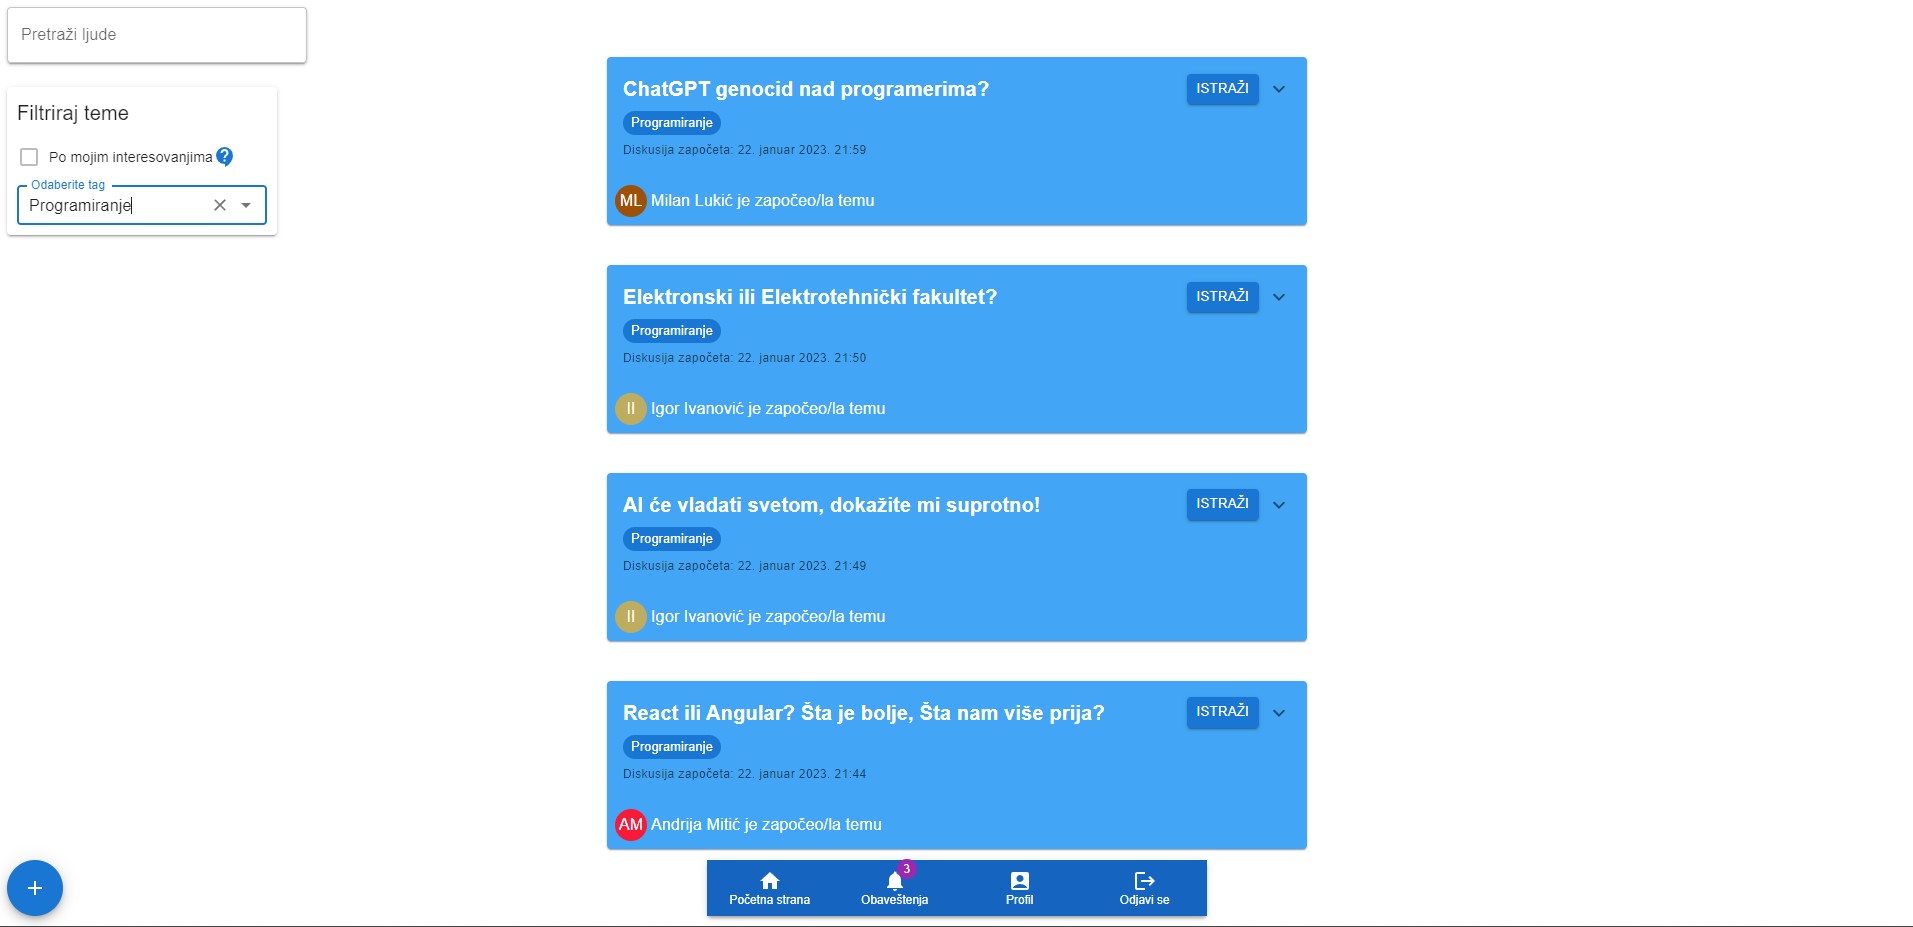 Pretraži ljude
Filtriraj teme
Po mojim interesovanjima
Odaberite tag
Programiranje
ChatGPT genocid nad programerima?
ISTRAŽI
Programiranje
Diskusija započeta: 22. januar 2023. 21:59
ML Milan Lukić je započeo/la temu
Elektronski ili Elektrotehnički fakultet?
ISTRAŽI
Programiranje
Diskusija započeta: 22. januar 2023. 21:50
II Igor Ivanović je započeo/la temu
AI će vladati svetom, dokažite mi suprotno!
ISTRAŽI
Programiranje
Diskusija započeta: 22. januar 2023. 21:49
II Igor Ivanović je započeo/la temu
React ili Angular? Šta je bolje, Šta nam više prija?
ISTRAŽI
Programiranje
Diskusija započeta: 22. januar 2023. 21:44
AM Andrija Mitić je započeo/la temu
3
Početna strana
Obaveštenja
Profil
Odjavi se